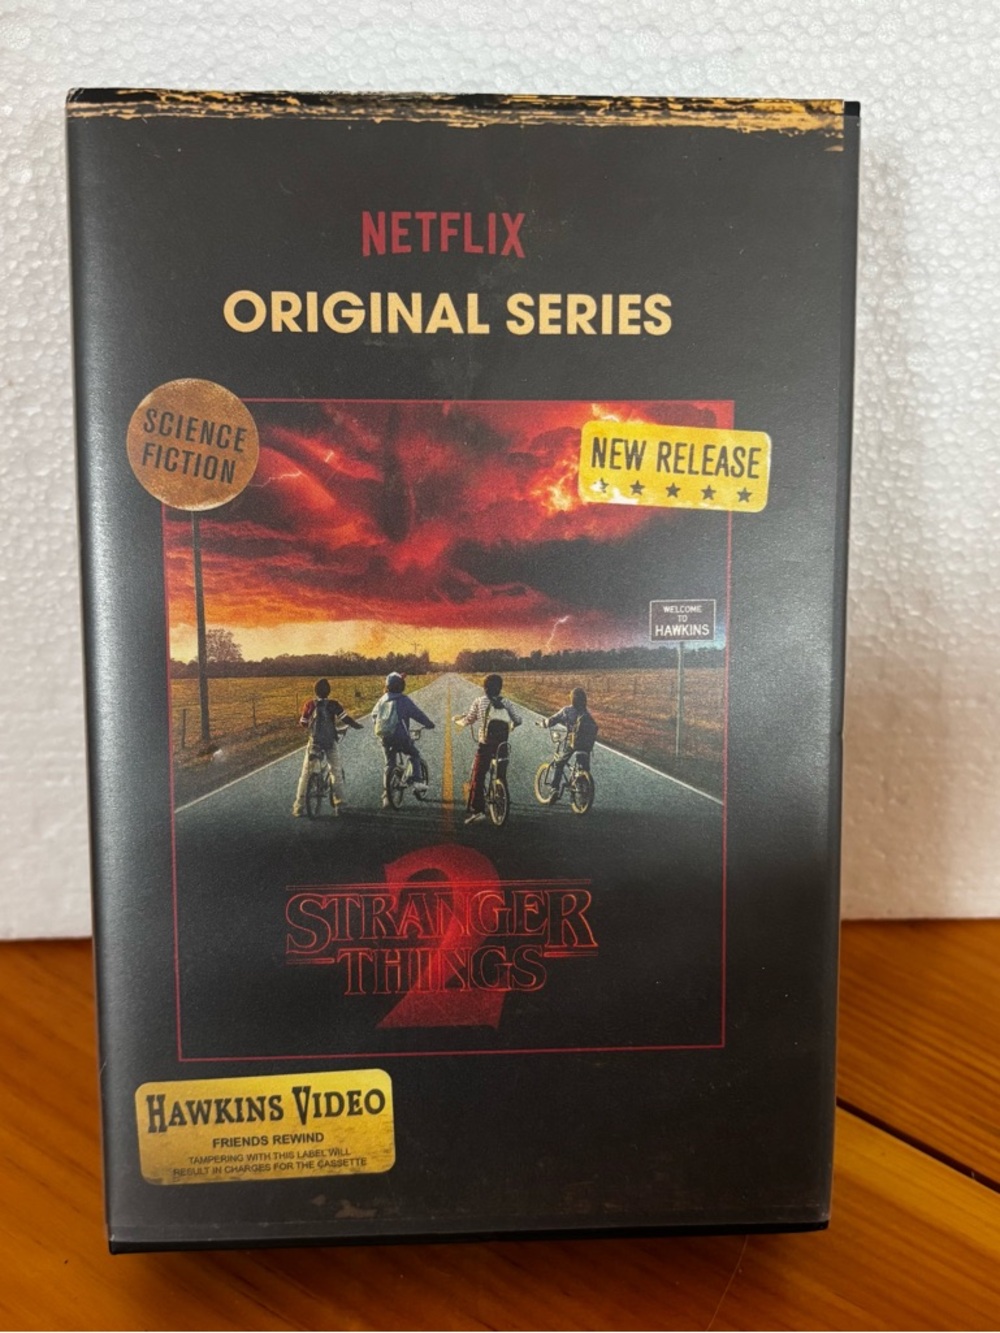 NETFLIX
ORIGINAL SERIES
SCIENCE
FICTION
NEW RELEASE
WELCOME
TO
HAWKINS
2
STRANGER
THINGS
HAWKINS VIDEO
FRIENDS REWIND
TAMPERING WITH THIS LABEL WILL
RESULT IN CHARGES FOR THE CASSETTE